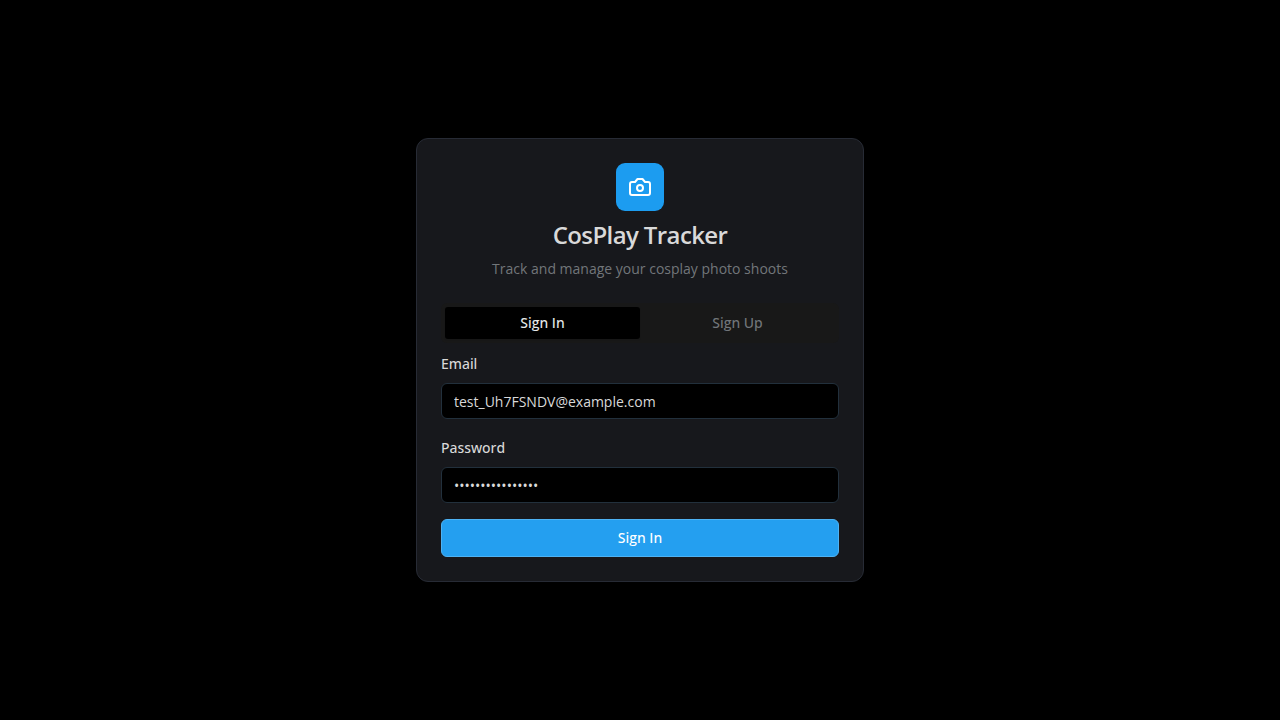 CosPlay Tracker
Track and manage your cosplay photo shoots
Sign In
Sign Up
Email
test_Uh7FSNDV@example.com
Password
••••••••••••••••
Sign In